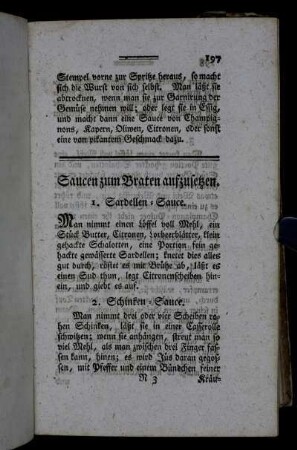 197
Stempel vorne zur Spritze heraus, so macht
sich die Wurst von sich selbst. Man läßt sie
abtrocknen, wenn man sie zur Garnirung der
Gemüse nehmen will; oder legt sie in Essig,
und macht dann eine Sauce von Champig-
nons, Kapern, Oliven, Citronen, oder sonst
eine von pikantem Geschmack dazu.
Saucen zum Braten aufzusetzen.
1. Sardellen-Sauce.
Man nimmt einen Löffel voll Mehl, ein
Stück Butter, Citronen, Lorbeerblätter, klein
gehackte Schalotten, eine Portion fein ge-
hackte gewässerte Sardellen; knetet dies alles
gut durch, röstet es mit Brühe ab, läßt es
einen Sud thun, legt Citronenscheiben hin-
ein, und giebt es auf.
2. Schinken-Sauce.
Man nimmt drei oder vier Scheiben ro-
hen Schinken, läßt sie in einer Casserolle
schwitzen; wenn sie anhängen, streut man so
viel Mehl, als man zwischen drei Finger fas-
sen kann, hinein; es wird Jüs daran gegos-
sen, mit Pfeffer und einem Bündchen feiner
N 3 Kräu-